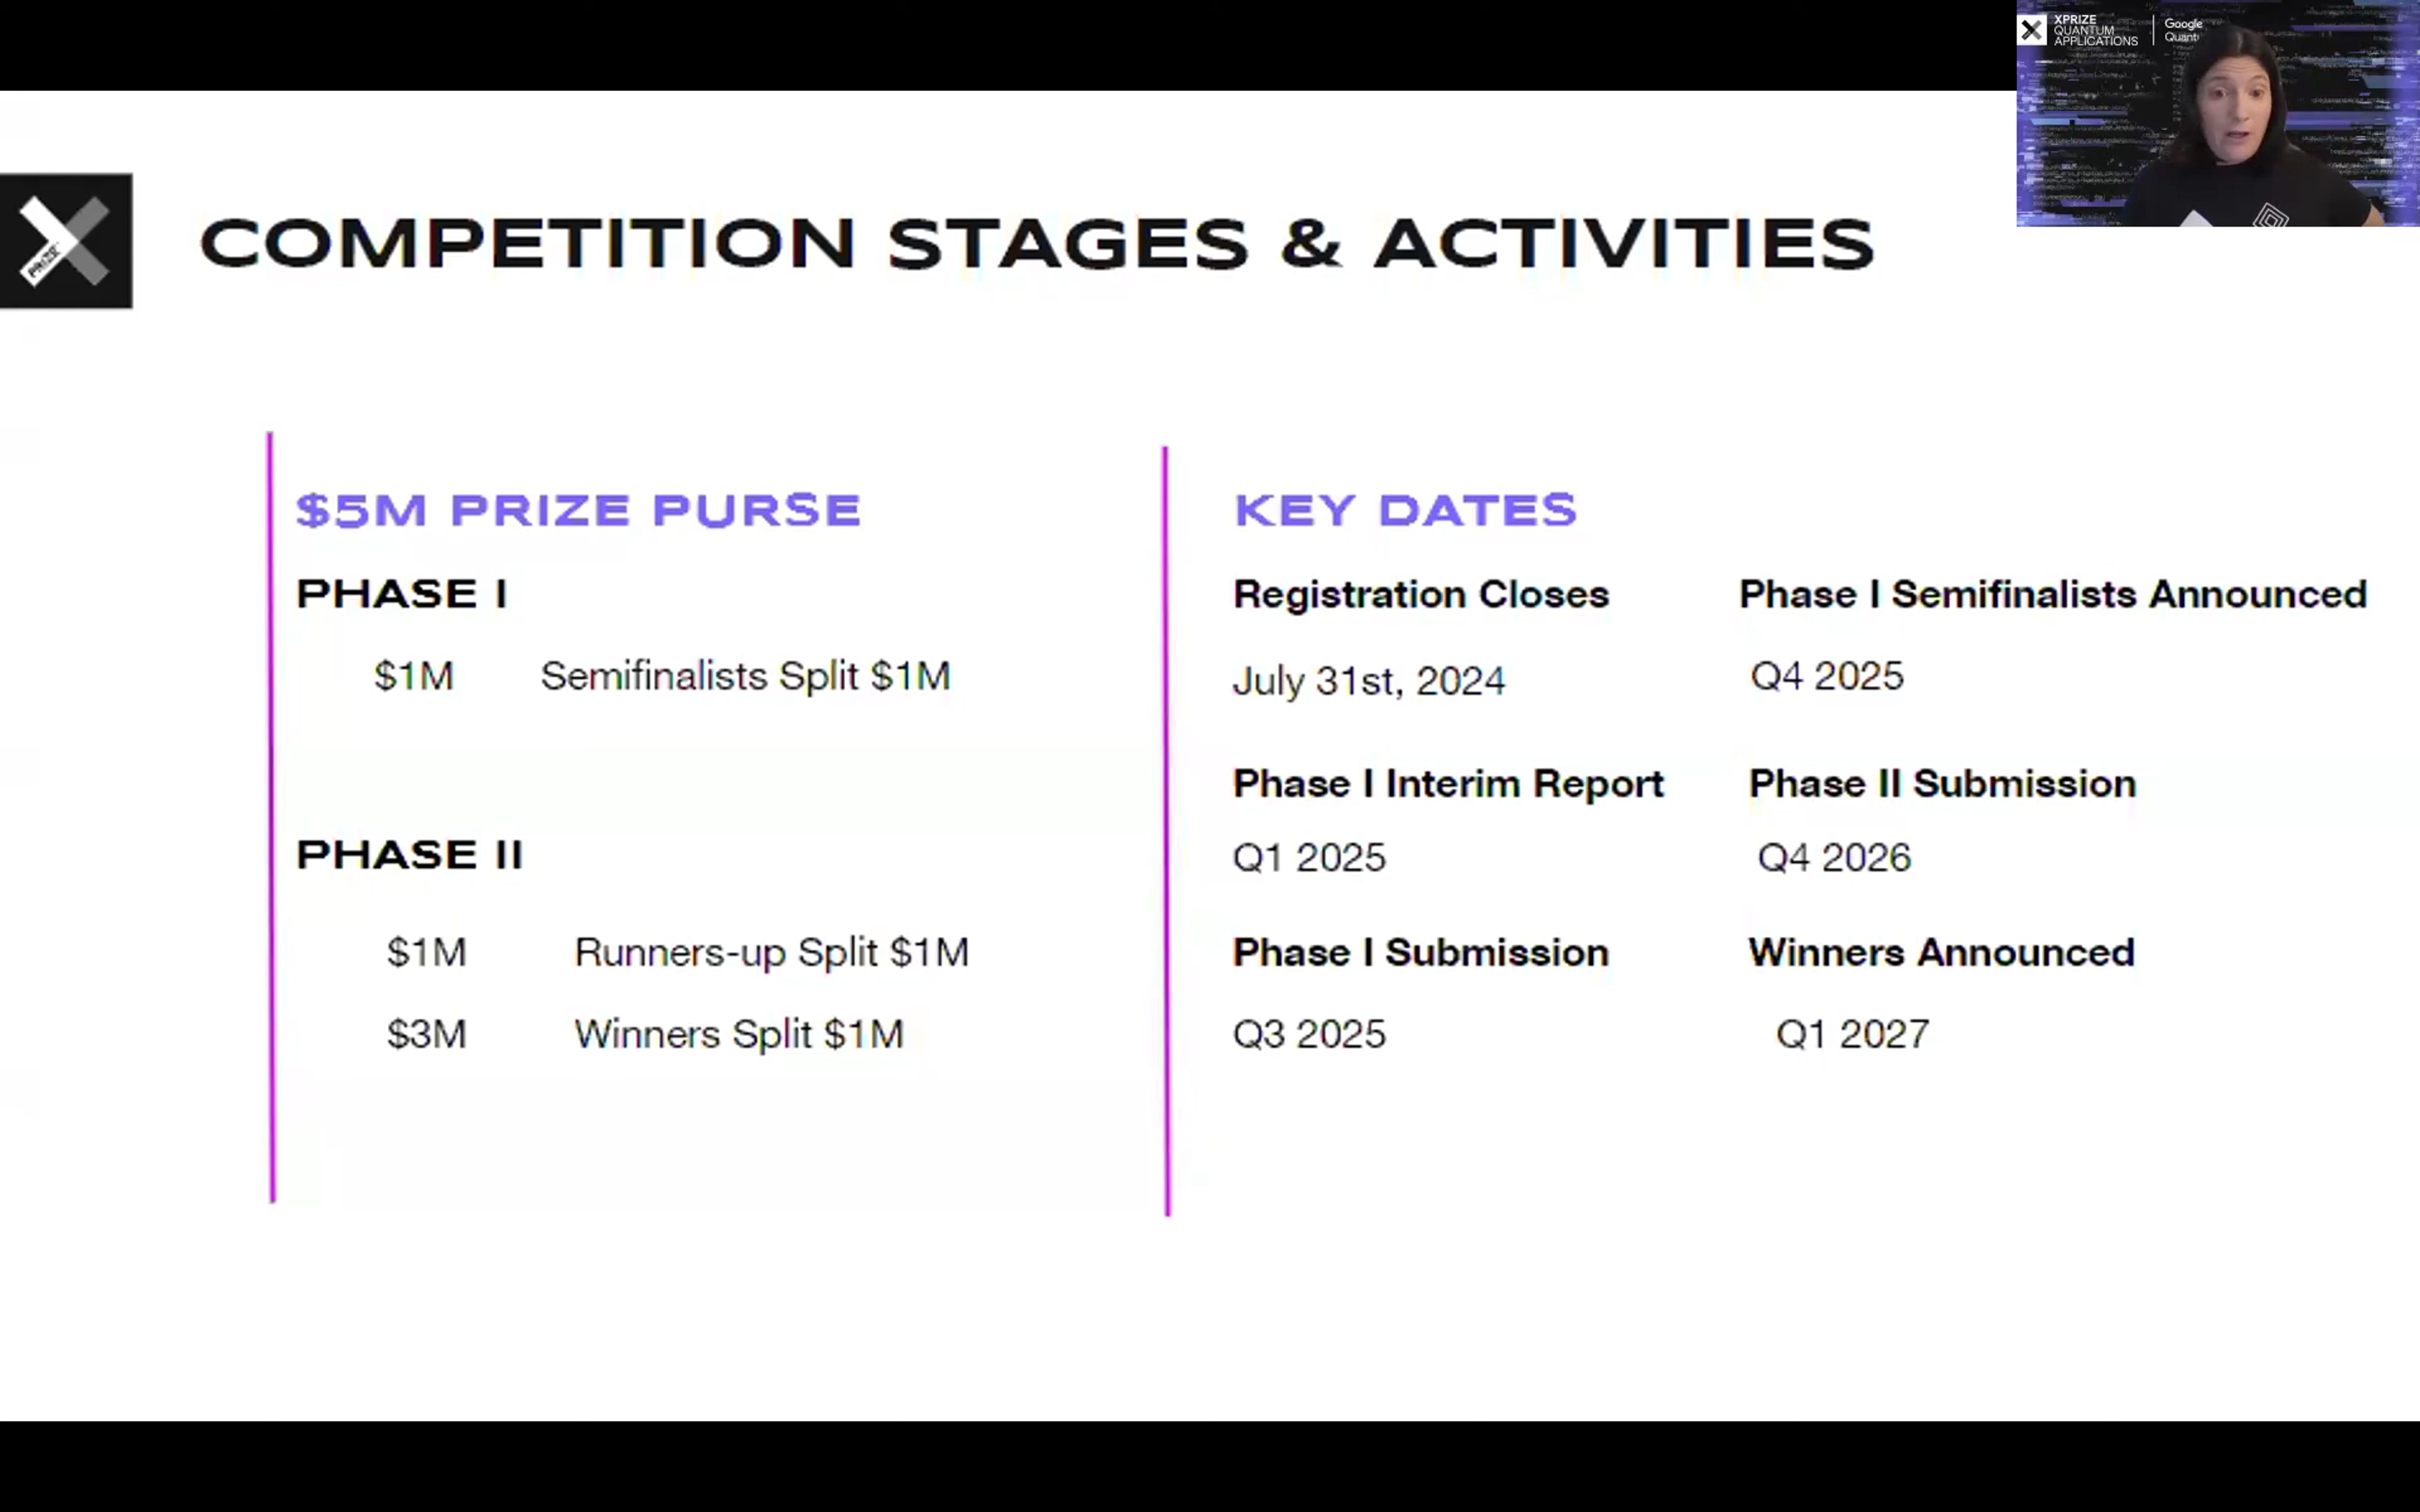 XPRIZE
QUANTUM
APPLICATIONS
Google
Quant
PRIZE
COMPETITION STAGES & ACTIVITIES
$5M PRIZE PURSE
PHASE I
$1M Semifinalists Split $1M
PHASE II
$1M Runners-up Split $1M
$3M Winners Split $1M
KEY DATES
Registration Closes
July 31st, 2024
Phase I Interim Report
Q1 2025
Phase I Submission
Q3 2025
Phase I Semifinalists Announced
Q4 2025
Phase II Submission
Q4 2026
Winners Announced
Q1 2027